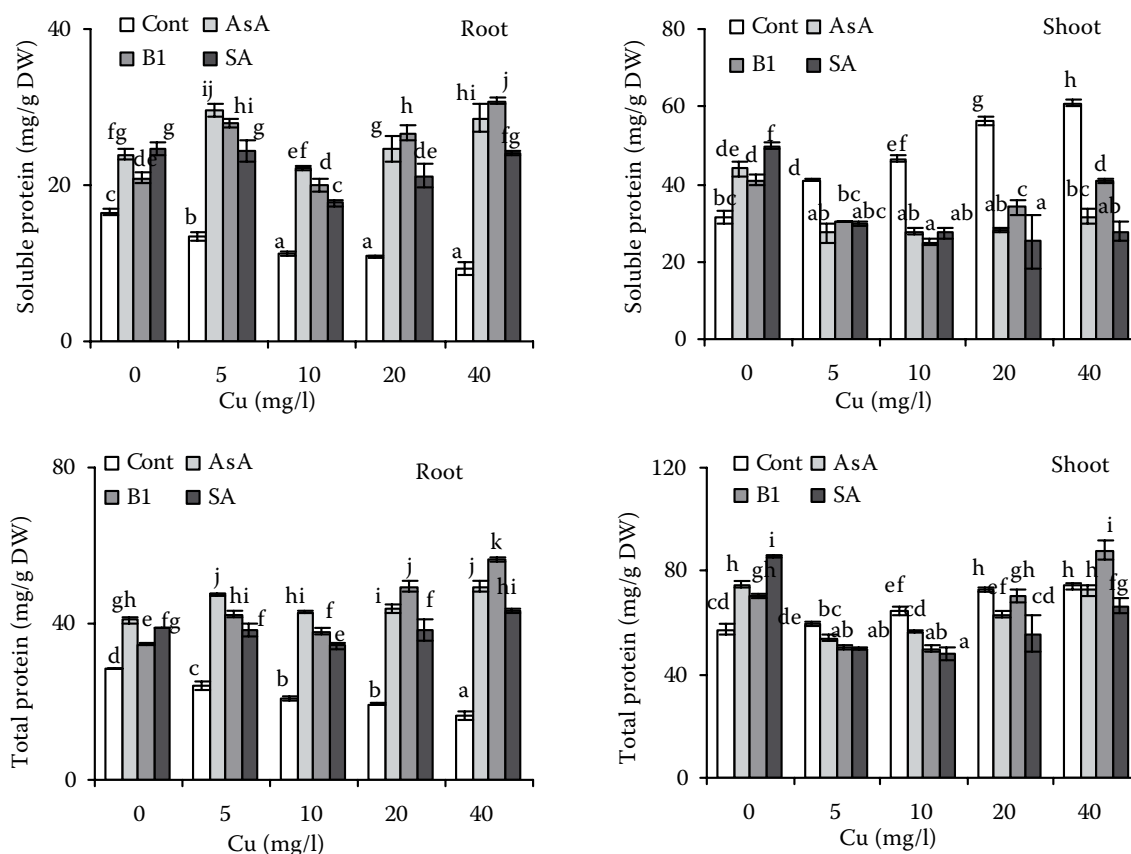 Cont AsA
B1 SA
Root
Soluble protein (mg/g DW)
40
20
0
c fg de g
b ij hi g
a ef d c
a g h de
a hi j fg
0 5 10 20 40
Cu (mg/l)
Cont AsA
B1 SA
Shoot
Soluble protein (mg/g DW)
80
60
40
20
0
bc de d f
d ab bc abc
ef ab a ab
g ab c a
h bc d ab
0 5 10 20 40
Cu (mg/l)
Cont AsA
B1 SA
Root
Total protein (mg/g DW)
80
40
0
d gh e fg
c j hi f
b hi f e
b i j f
a j k hi
0 5 10 20 40
Cu (mg/l)
Cont AsA
B1 SA
Shoot
Total protein (mg/g DW)
120
80
40
0
cd h gh i
de bc ab ab
ef cd ab a
h ef gh cd
h h i fg
0 5 10 20 40
Cu (mg/l)